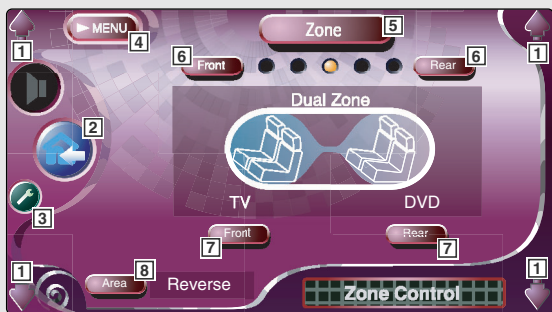 1 ►MENU 4 Zone 5 1
6 Front Rear 6
Dual Zone
2
TV DVD
3
Front 7 Rear 7
1 Area 8 Reverse 1
Zone Control